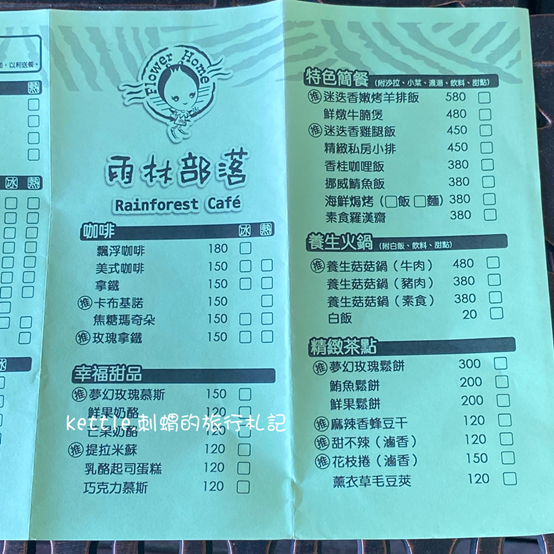 憩, 以利送餐。
熱
冰 熱
冰
Flower Home
雨林部落
Rainforest Café
咖啡 冰 熱
飄浮咖啡 180
美式咖啡 150
拿鐵 150
推 卡布基諾 150
焦糖瑪奇朵 150
推 玫瑰拿鐵 150
幸福甜品
推 夢幻玫瑰慕斯 150
鮮果奶酪 120
芒果奶酪 120
推 提拉米蘇 120
乳酪起司蛋糕 120
巧克力慕斯 120
kettle.刺蝟的旅行札記
特色簡餐 (附沙拉、小菜、濃湯、飲料、甜點)
推 迷迭香嫩烤羊排飯 580
鮮燉牛腩煲 480
推 迷迭香雞腿飯 450
精緻私房小排 450
香桂咖哩飯 380
挪威鯖魚飯 380
海鮮焗烤 (□飯 □麵) 380
素食羅漢齋 380
養生火鍋 (附白飯、飲料、甜點)
推 養生菇菇鍋 (牛肉) 480
養生菇菇鍋 (豬肉) 380
養生菇菇鍋 (素食) 380
白飯 20
精緻茶點
推 夢幻玫瑰鬆餅 300
鮪魚鬆餅 200
鮮果鬆餅 200
推 麻辣香蜂豆干 120
推 甜不辣 (滷香) 120
推 花枝捲 (滷香) 150
薰衣草毛豆莢 120